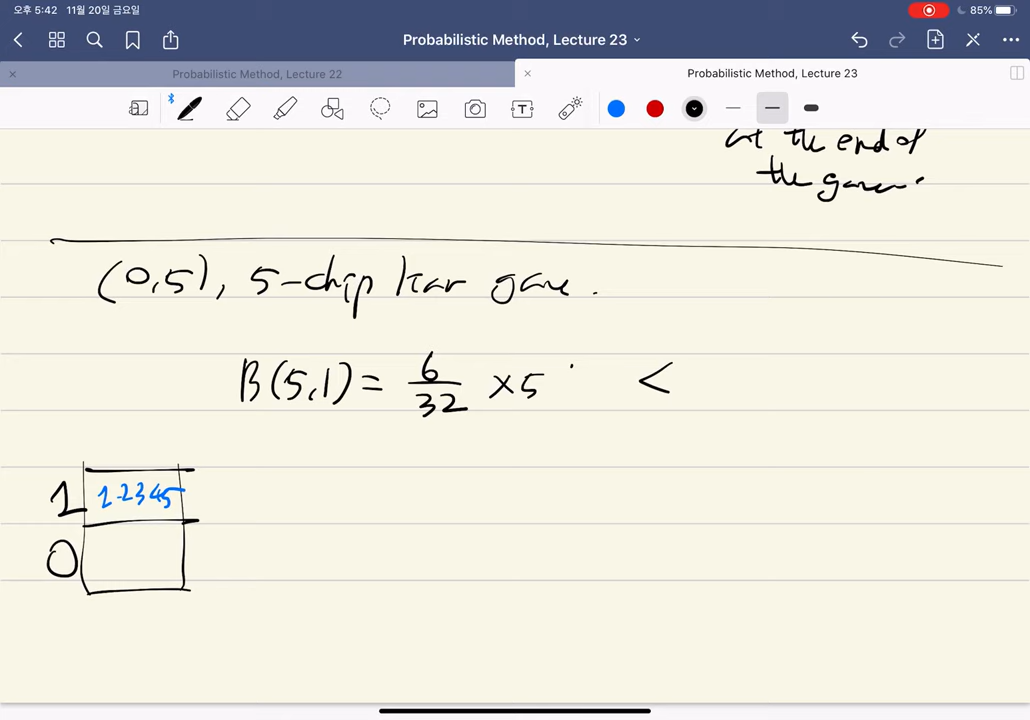 오후 5:42 11월 20일 금요일
85%
Probabilistic Method, Lecture 23
Probabilistic Method, Lecture 22
Probabilistic Method, Lecture 23
at the end of
the game.
(0,5), 5-chip liar game.
B(5,1) = 6/32 × 5 <
1 1 2 3 4 5
0